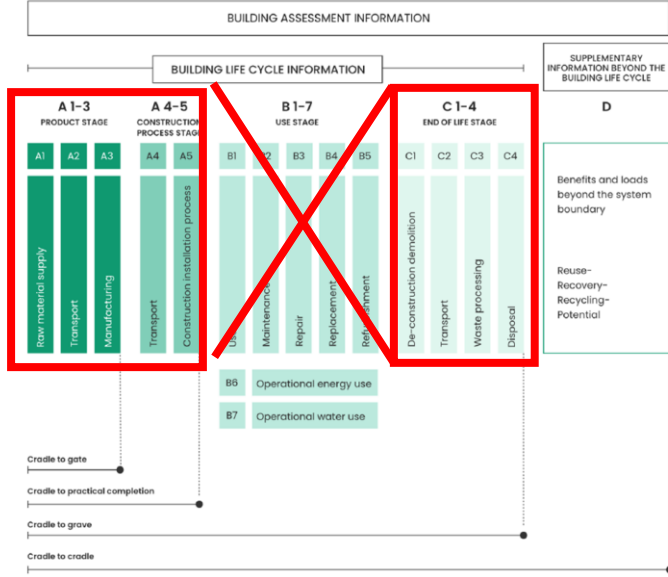 BUILDING ASSESSMENT INFORMATION
BUILDING LIFE CYCLE INFORMATION
SUPPLEMENTARY
INFORMATION BEYOND THE
BUILDING LIFE CYCLE
A 1-3
PRODUCT STAGE
A 4-5
CONSTRUCTION
PROCESS STAGE
B 1-7
USE STAGE
C 1-4
END OF LIFE STAGE
D
A1
A2
A3
A4
A5
B1
B2
B3
B4
B5
C1
C2
C3
C4
Raw material supply
Transport
Manufacturing
Transport
Construction installation process
Use
Maintenance
Repair
Replacement
Refurbishment
De-construction demolition
Transport
Waste processing
Disposal
Benefits and loads
beyond the system
boundary
Reuse-
Recovery-
Recycling-
Potential
B6
Operational energy use
B7
Operational water use
Cradle to gate
Cradle to practical completion
Cradle to grave
Cradle to cradle